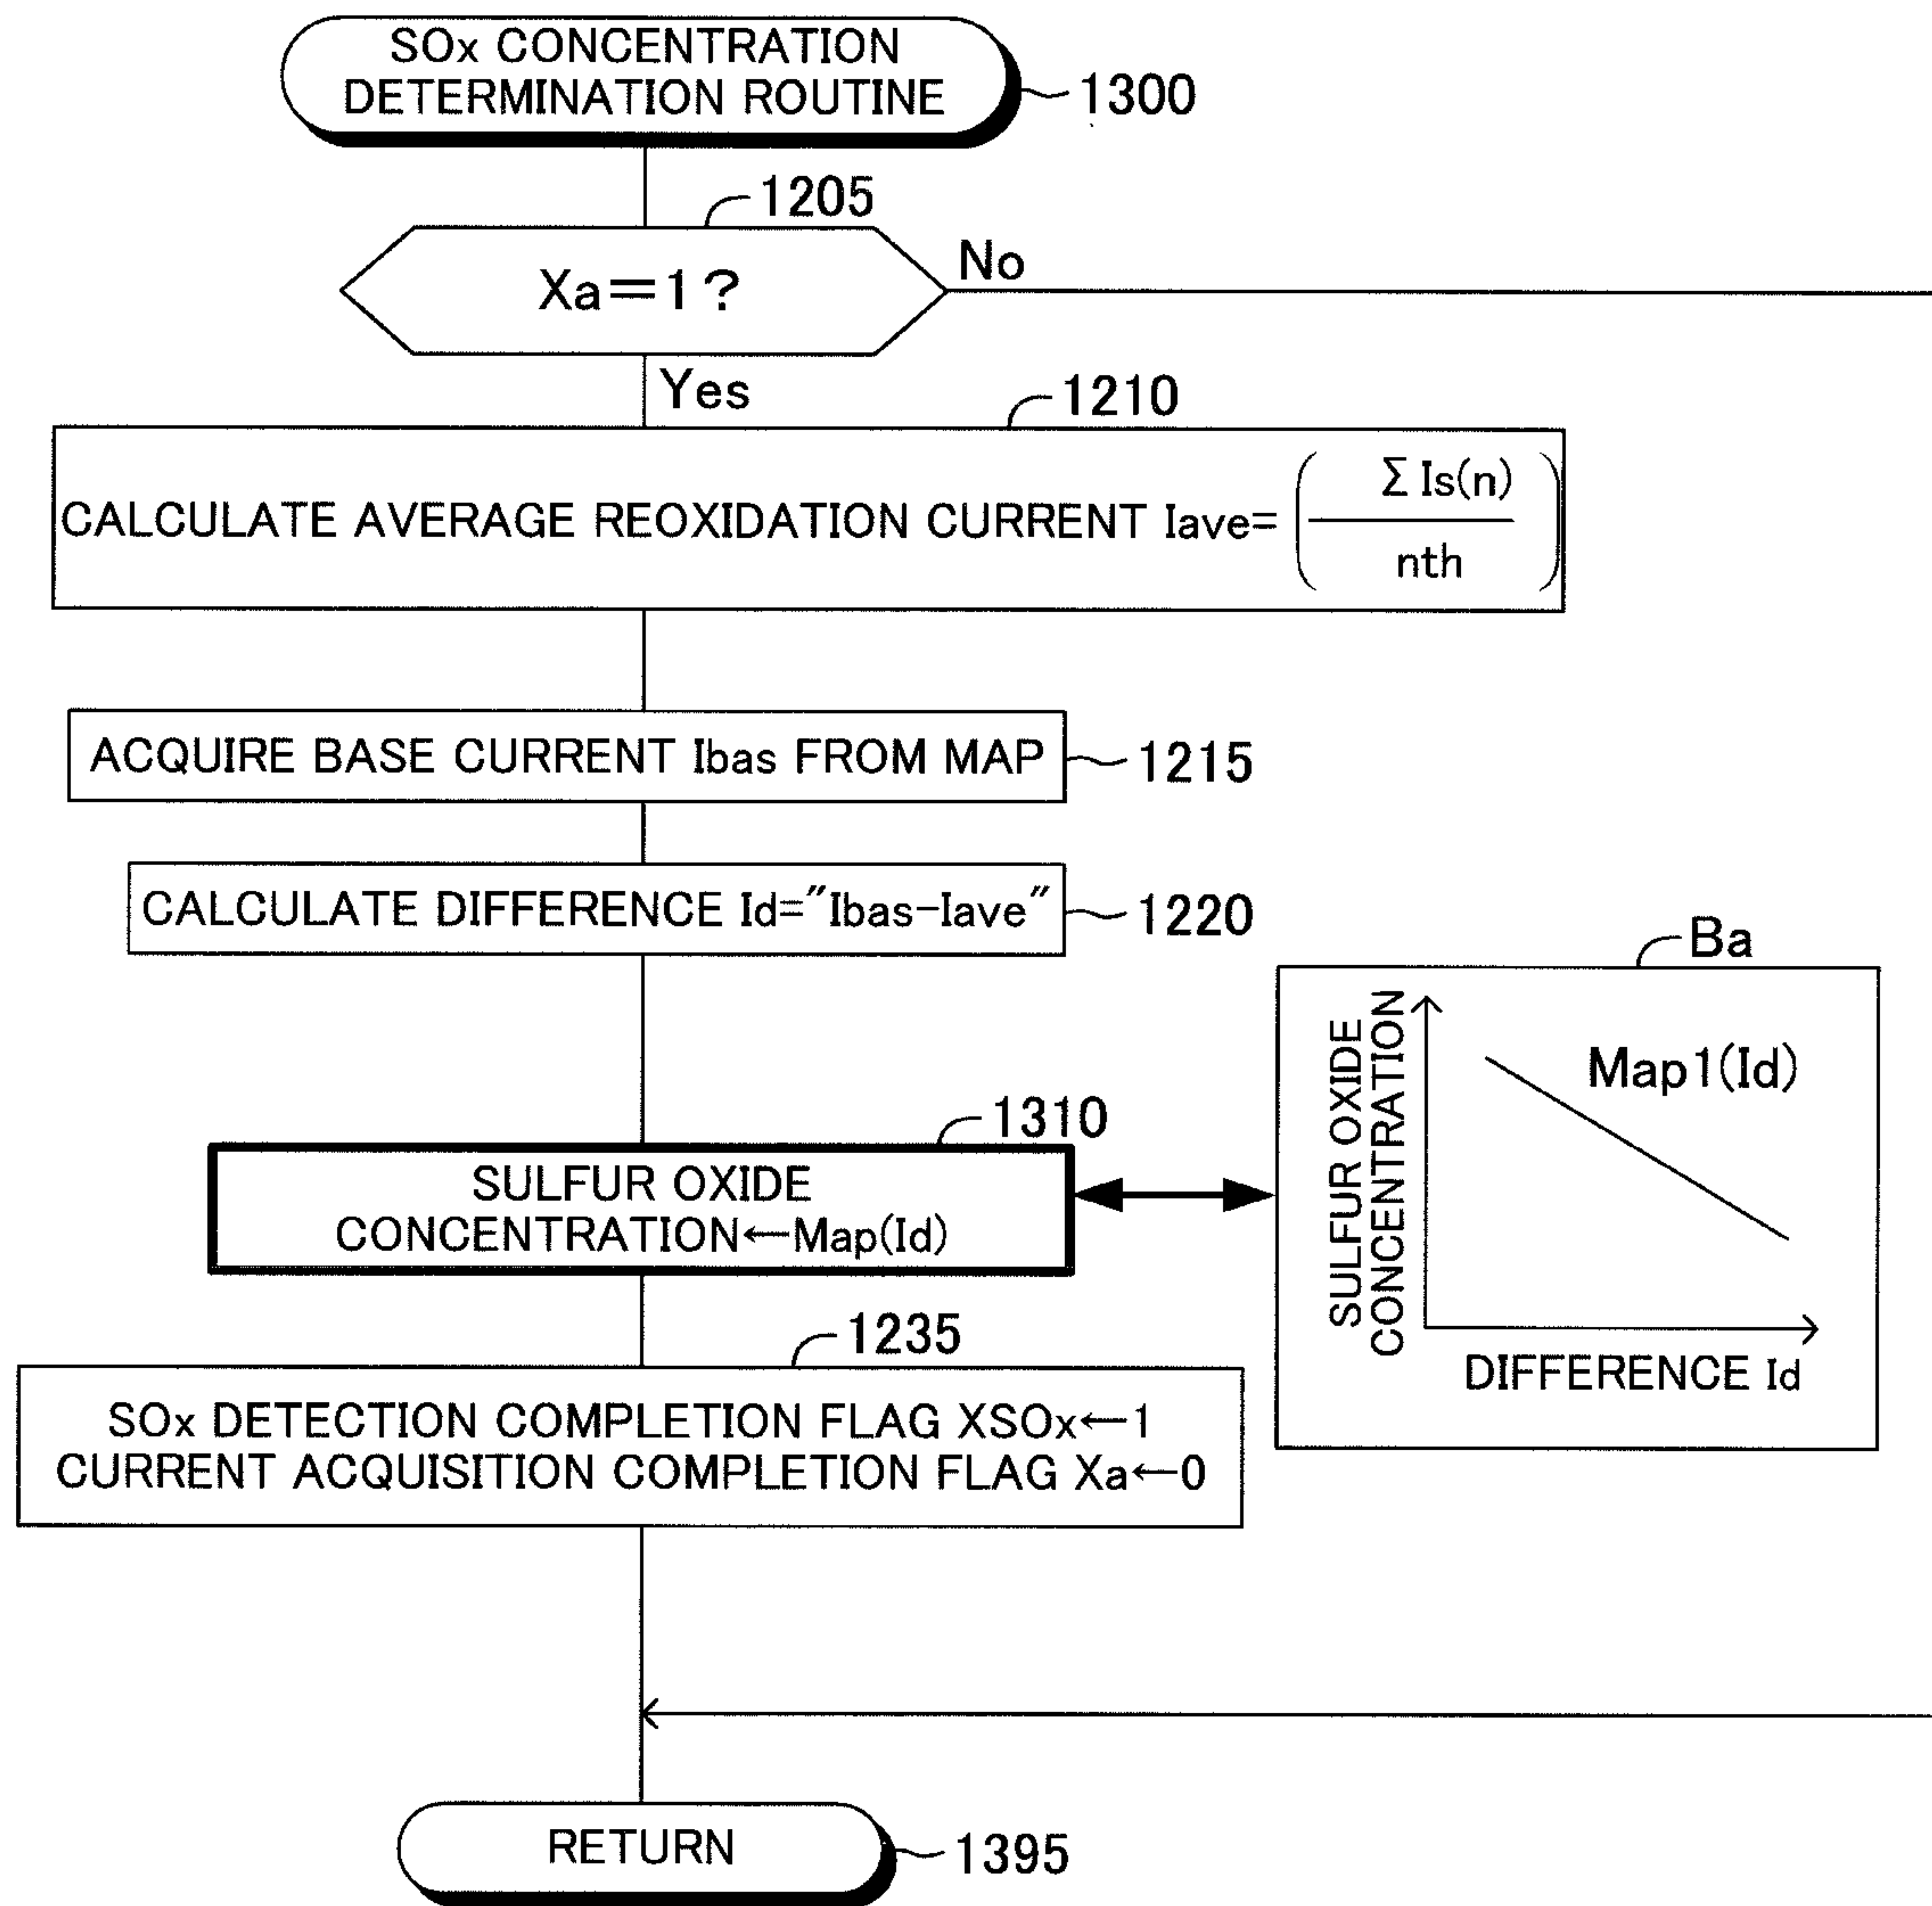 SOx CONCENTRATION
DETERMINATION ROUTINE
1300
1205
Xa=1?
No
Yes
1210
CALCULATE AVERAGE REOXIDATION CURRENT Iave= (Σ Is(n) / nth)
ACQUIRE BASE CURRENT Ibas FROM MAP
1215
CALCULATE DIFFERENCE Id="Ibas-Iave"
1220
Ba
SULFUR OXIDE
CONCENTRATION
Map1(Id)
DIFFERENCE Id
1310
SULFUR OXIDE
CONCENTRATION←Map(Id)
1235
SOx DETECTION COMPLETION FLAG XSOx←1
CURRENT ACQUISITION COMPLETION FLAG Xa←0
RETURN
1395